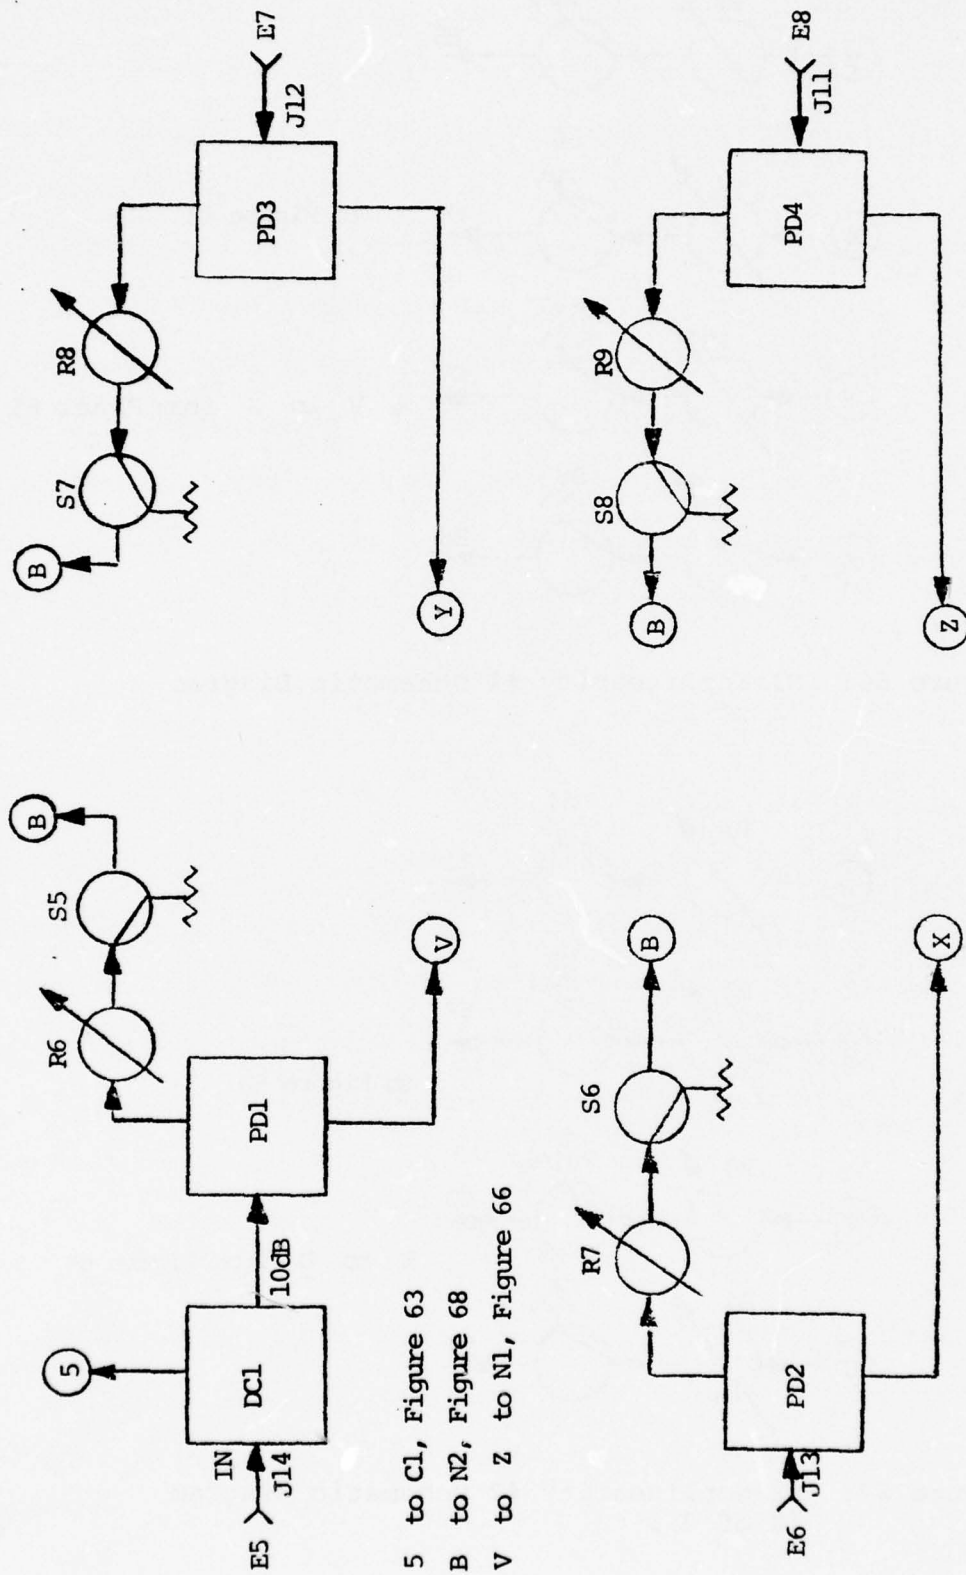 5
B
IN
E5
J14
DC1
10dB
PD1
R6
S5
V
5 to C1, Figure 63
B to N2, Figure 68
V to Z to N1, Figure 66
E6
J13
PD2
R7
S6
B
X
B
S7
R8
PD3
J12
E7
Y
B
S8
R9
PD4
J11
E8
Z